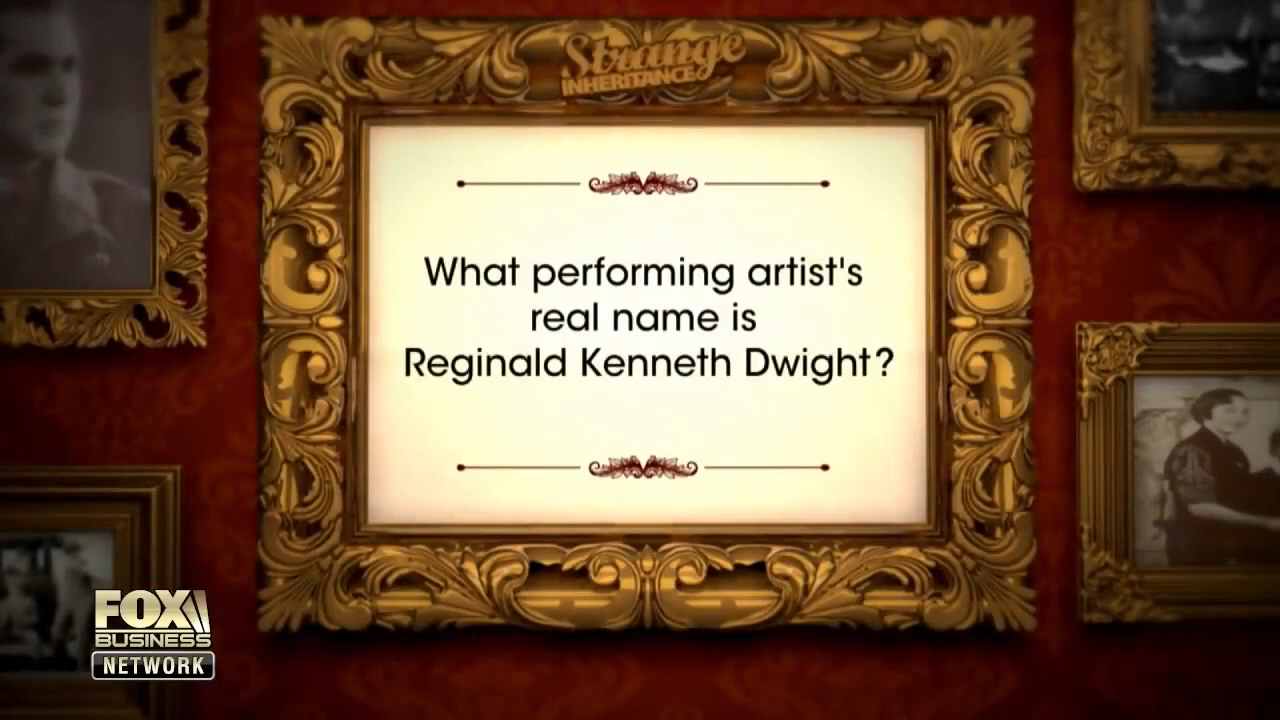 Strange
INHERITANCE
What performing artist's
real name is
Reginald Kenneth Dwight?
FOX
BUSINESS
NETWORK